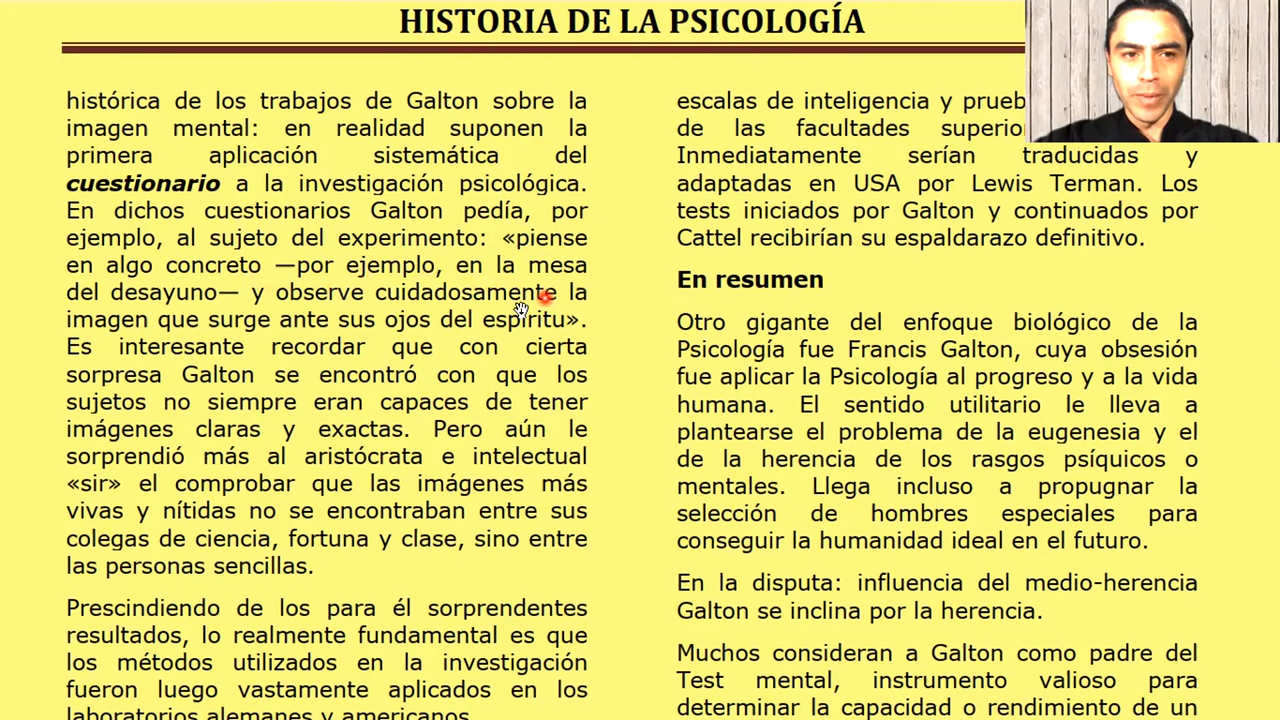 HISTORIA DE LA PSICOLOGÍA
histórica de los trabajos de Galton sobre la
imagen mental: en realidad suponen la
primera aplicación sistemática del
cuestionario a la investigación psicológica.
En dichos cuestionarios Galton pedía, por
ejemplo, al sujeto del experimento: «piense
en algo concreto —por ejemplo, en la mesa
del desayuno— y observe cuidadosamente la
imagen que surge ante sus ojos del espíritu».
Es interesante recordar que con cierta
sorpresa Galton se encontró con que los
sujetos no siempre eran capaces de tener
imágenes claras y exactas. Pero aún le
sorprendió más al aristócrata e intelectual
«sir» el comprobar que las imágenes más
vivas y nítidas no se encontraban entre sus
colegas de ciencia, fortuna y clase, sino entre
las personas sencillas.
Prescindiendo de los para él sorprendentes
resultados, lo realmente fundamental es que
los métodos utilizados en la investigación
fueron luego vastamente aplicados en los
laboratorios alemanes y americanos.
escalas de inteligencia y
de las facultades
Inmediatamente serían traducidas y
adaptadas en USA por Lewis Terman. Los
tests iniciados por Galton y continuados por
Cattel recibirían su espaldarazo definitivo.
En resumen
Otro gigante del enfoque biológico de la
Psicología fue Francis Galton, cuya obsesión
fue aplicar la Psicología al progreso y a la vida
humana. El sentido utilitario le lleva a
plantearse el problema de la eugenesia y el
de la herencia de los rasgos psíquicos o
mentales. Llega incluso a propugnar la
selección de hombres especiales para
conseguir la humanidad ideal en el futuro.
En la disputa: influencia del medio-herencia
Galton se inclina por la herencia.
Muchos consideran a Galton como padre del
Test mental, instrumento valioso para
determinar la capacidad o rendimiento de un